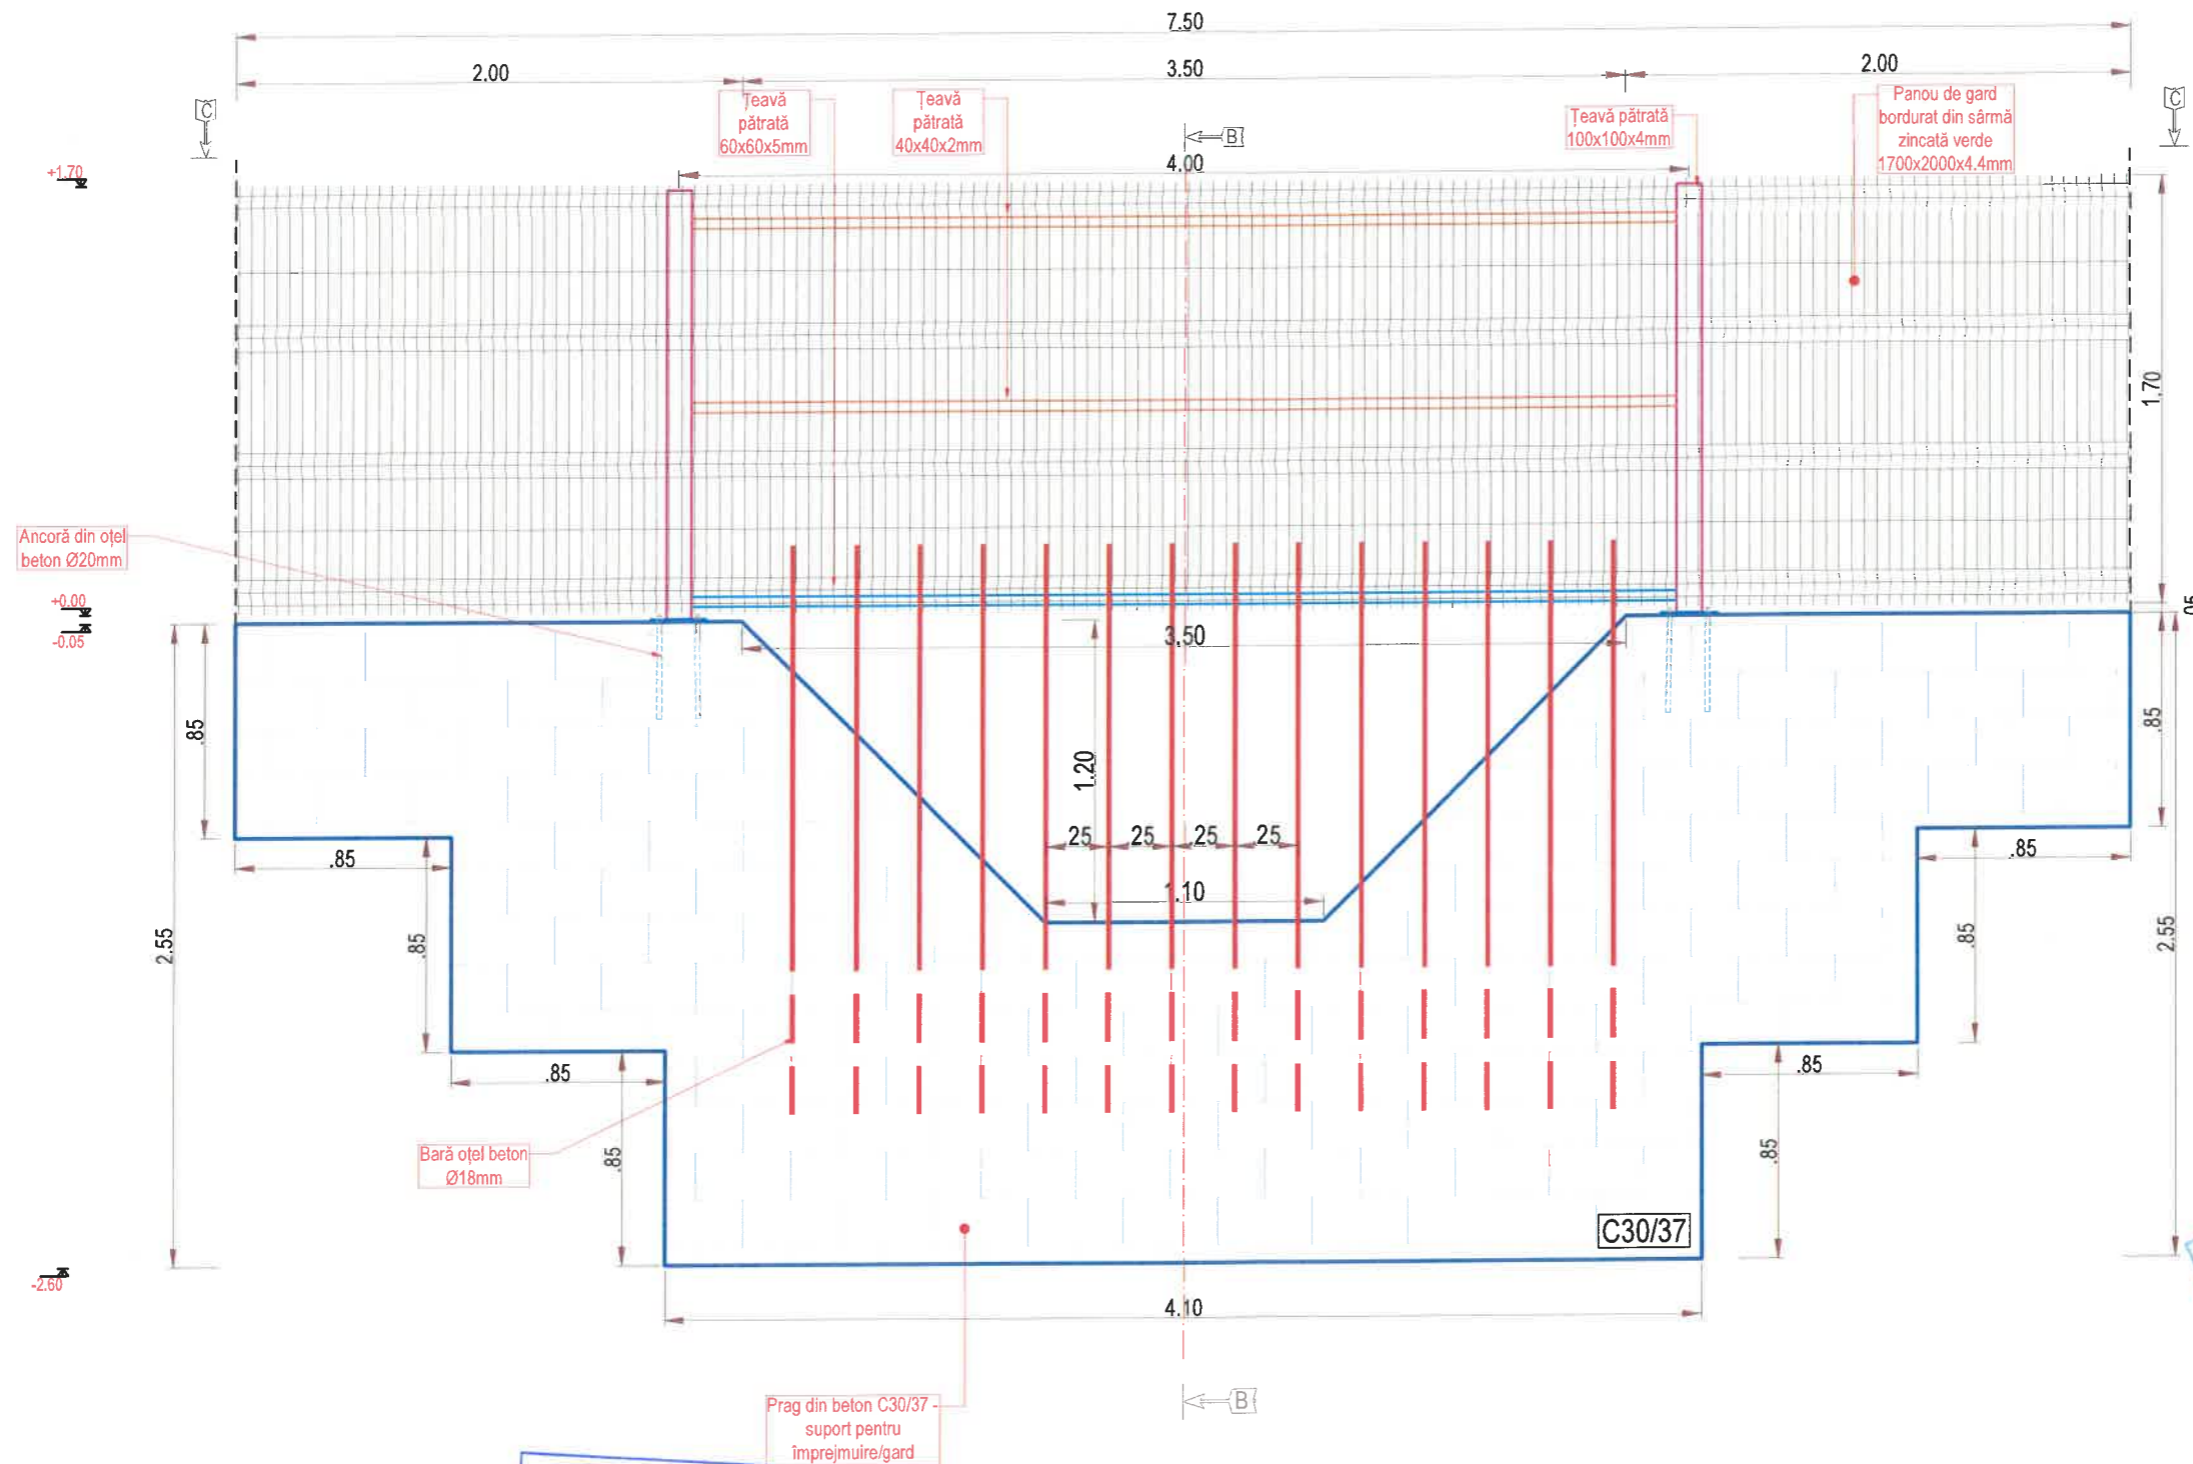 7.50
2.00
3.50
2.00
C
C
Țeavă
pătrată
60x60x5mm
Țeavă
pătrată
40x40x2mm
B
Țeavă pătrată
100x100x4mm
Panou de gard
bordurat din sârmă
zincată verde
1700x2000x4.4mm
4.00
+1.70
1.70
Ancoră din oțel
beton Ø20mm
+0.00
-0.05
.05
3.50
.85
.85
1.20
.25
.25
.25
.25
.85
.85
1.10
2.55
.85
.85
2.55
.85
.85
Bară oțel beton
Ø18mm
.85
.85
C30/37
-2.60
4.10
B
Prag din beton C30/37 -
suport pentru
împrejmuire/gard